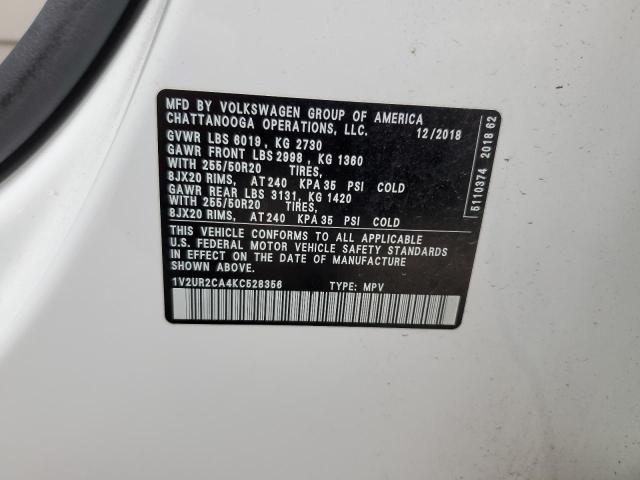 MFD BY VOLKSWAGEN GROUP OF AMERICA
CHATTANOOGA OPERATIONS, LLC. 12/2018
GVWR LBS 6019 , KG 2730
GAWR FRONT LBS 2998 , KG 1360
WITH 255/50R20 TIRES,
8JX20 RIMS, AT 240 KPA 35 PSI COLD
GAWR REAR LBS 3131, KG 1420
WITH 255/50R20 TIRES,
8JX20 RIMS, AT 240 KPA 35 PSI COLD
THIS VEHICLE CONFORMS TO ALL APPLICABLE
U.S. FEDERAL MOTOR VEHICLE SAFETY STANDARDS
IN EFFECT ON THE DATE OF MANUFACTURE
SHOWN ABOVE.
1V2UR2CA4KC528356 TYPE: MPV
5110374 2018 62